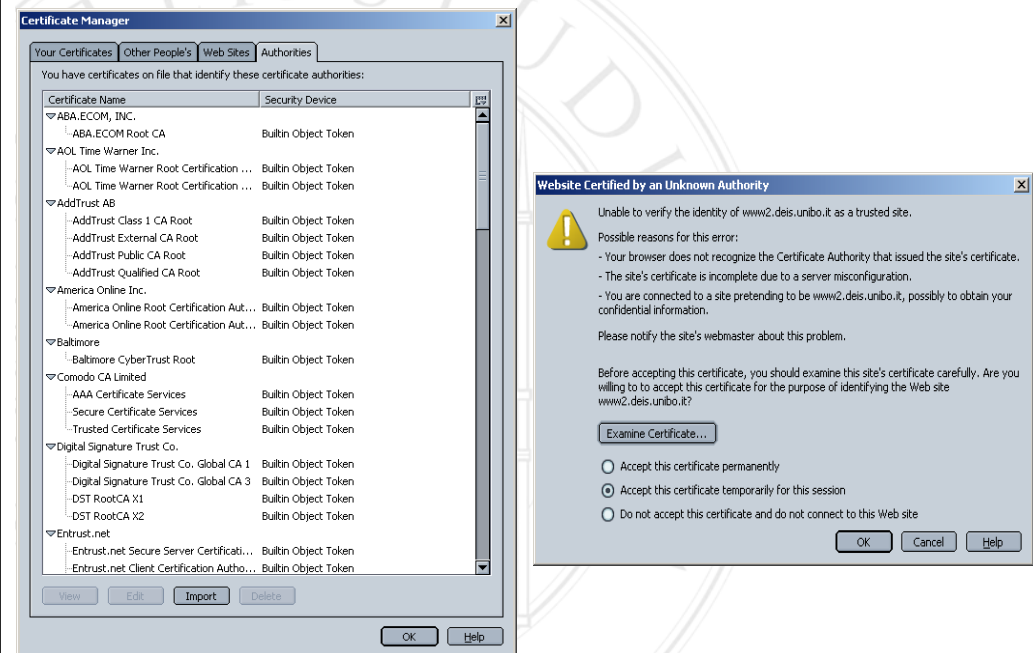 Certificate Manager
Your Certificates Other People's Web Sites Authorities
You have certificates on file that identify these certificate authorities:
Certificate Name Security Device
ABA.ECOM, INC.
ABA.ECOM Root CA Builtin Object Token
AOL Time Warner Inc.
AOL Time Warner Root Certification ... Builtin Object Token
AOL Time Warner Root Certification ... Builtin Object Token
AddTrust AB
AddTrust Class 1 CA Root Builtin Object Token
AddTrust External CA Root Builtin Object Token
AddTrust Public CA Root Builtin Object Token
AddTrust Qualified CA Root Builtin Object Token
America Online Inc.
America Online Root Certification Aut... Builtin Object Token
America Online Root Certification Aut... Builtin Object Token
Baltimore
Baltimore CyberTrust Root Builtin Object Token
Comodo CA Limited
AAA Certificate Services Builtin Object Token
Secure Certificate Services Builtin Object Token
Trusted Certificate Services Builtin Object Token
Digital Signature Trust Co.
Digital Signature Trust Co. Global CA 1 Builtin Object Token
Digital Signature Trust Co. Global CA 3 Builtin Object Token
DST RootCA X1 Builtin Object Token
DST RootCA X2 Builtin Object Token
Entrust.net
Entrust.net Secure Server Certificati... Builtin Object Token
Entrust.net Client Certification Autho... Builtin Object Token
View Edit Import Delete
OK Help
Website Certified by an Unknown Authority
Unable to verify the identity of www2.deis.unibo.it as a trusted site.
Possible reasons for this error:
- Your browser does not recognize the Certificate Authority that issued the site's certificate.
- The site's certificate is incomplete due to a server misconfiguration.
- You are connected to a site pretending to be www2.deis.unibo.it, possibly to obtain your
confidential information.
Please notify the site's webmaster about this problem.
Before accepting this certificate, you should examine this site's certificate carefully. Are you
willing to to accept this certificate for the purpose of identifying the Web site
www2.deis.unibo.it?
Examine Certificate...
Accept this certificate permanently
Accept this certificate temporarily for this session
Do not accept this certificate and do not connect to this Web site
OK Cancel Help